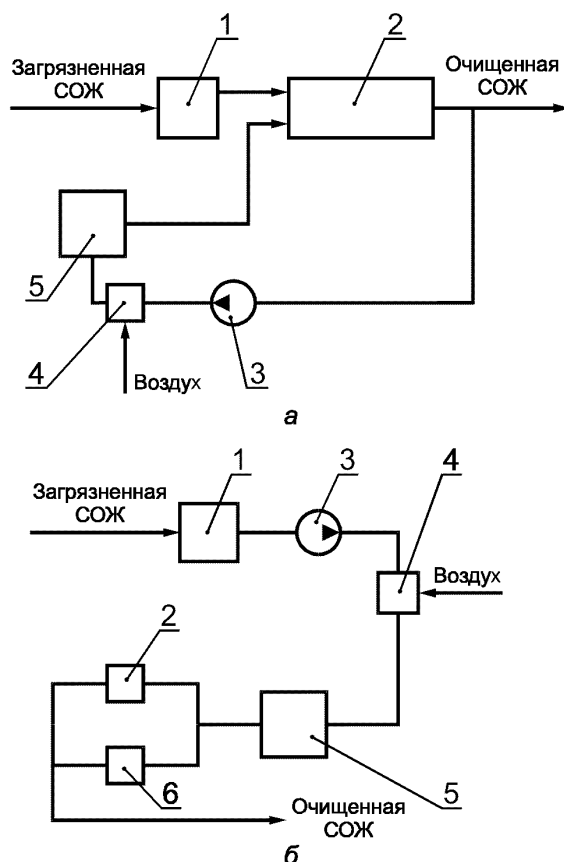 1
2
Загрязненная
СОЖ
Очищенная
СОЖ
5
4
3
Воздух
а
1
3
4
Загрязненная
СОЖ
Воздух
2
6
5
Очищенная
СОЖ
б